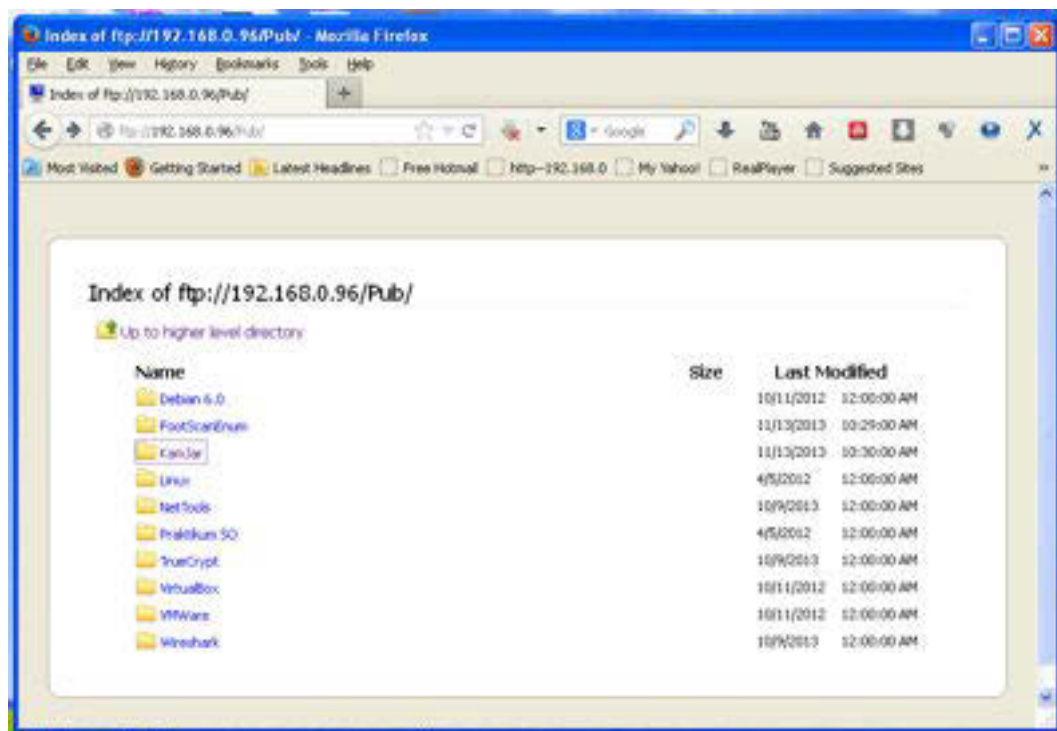 Index of ftp://192.168.0.96/Pub/ - Mozilla Firefox
File Edit View History Bookmarks Tools Help
Index of ftp://192.168.0.96/Pub/ +
ftp://192.168.0.96/Pub/ Google
Most Visited Getting Started Latest Headlines Free Hotmail http--192.168.0 My Yahoo! RealPlayer Suggested Sites
Index of ftp://192.168.0.96/Pub/
Up to higher level directory
Name Size Last Modified
Debian 6.0 10/11/2012 12:00:00 AM
FootScanEnum 11/13/2013 10:29:00 AM
KamJar 11/13/2013 10:30:00 AM
Linux 4/5/2012 12:00:00 AM
NetTools 10/9/2013 12:00:00 AM
Praktikum SO 4/5/2012 12:00:00 AM
TrueCrypt 10/9/2013 12:00:00 AM
VirtualBox 10/11/2012 12:00:00 AM
VMWare 10/11/2012 12:00:00 AM
Wireshark 10/9/2013 12:00:00 AM